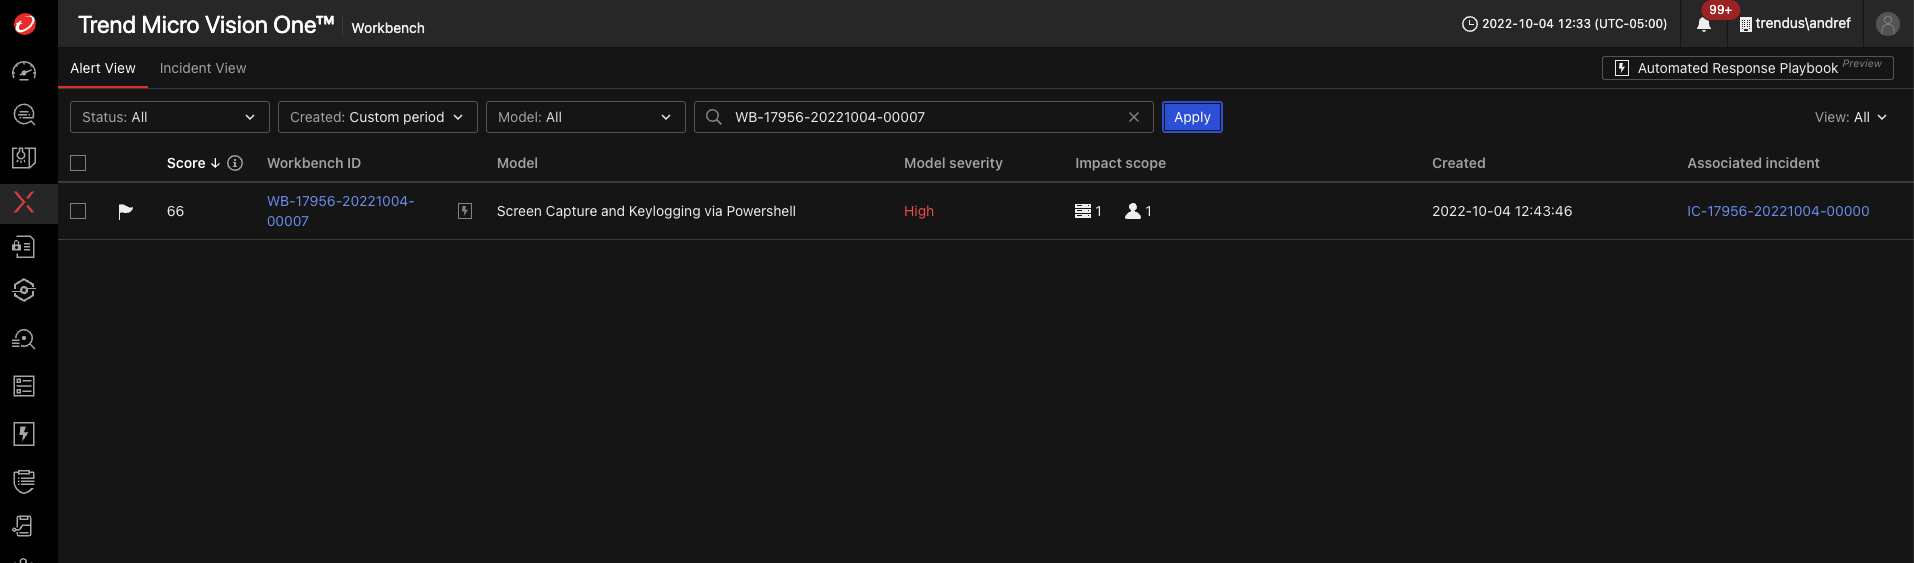 Trend Micro Vision One™ Workbench 2022-10-04 12:33 (UTC-05:00) 99+ trendus\andref
Alert View Incident View Automated Response Playbook Preview
Status: All Created: Custom period Model: All WB-17956-20221004-00007 Apply View: All
Score Workbench ID Model Model severity Impact scope Created Associated incident
66 WB-17956-20221004- Screen Capture and Keylogging via Powershell High 1 1 2022-10-04 12:43:46 IC-17956-20221004-00000
00007